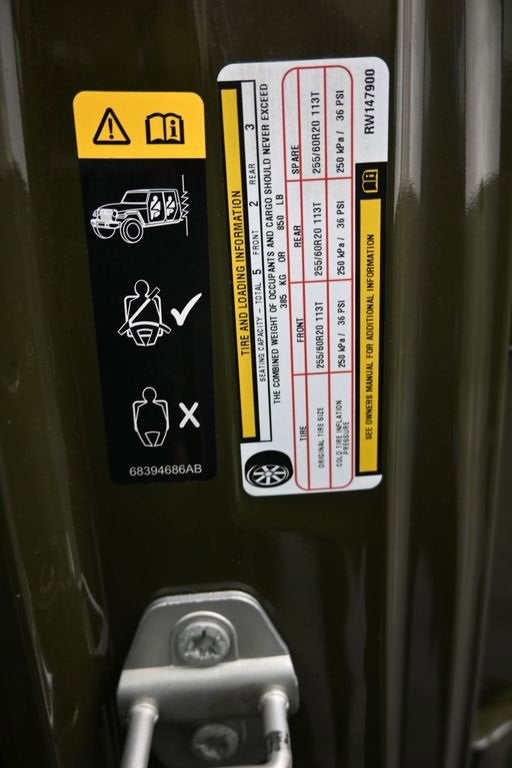 68394686AB
TIRE AND LOADING INFORMATION
SEATING CAPACITY - TOTAL 5 FRONT 2 REAR 3
THE COMBINED WEIGHT OF OCCUPANTS AND CARGO SHOULD NEVER EXCEED
385 KG OR 850 LB
TIRE FRONT REAR SPARE
ORIGINAL TIRE SIZE 255/60R20 113T 255/60R20 113T 255/60R20 113T
COLD TIRE INFLATION
PRESSURE
250 kPa / 36 PSI 250 kPa / 36 PSI 250 kPa / 36 PSI
SEE OWNERS MANUAL FOR ADDITIONAL INFORMATION
RW147900